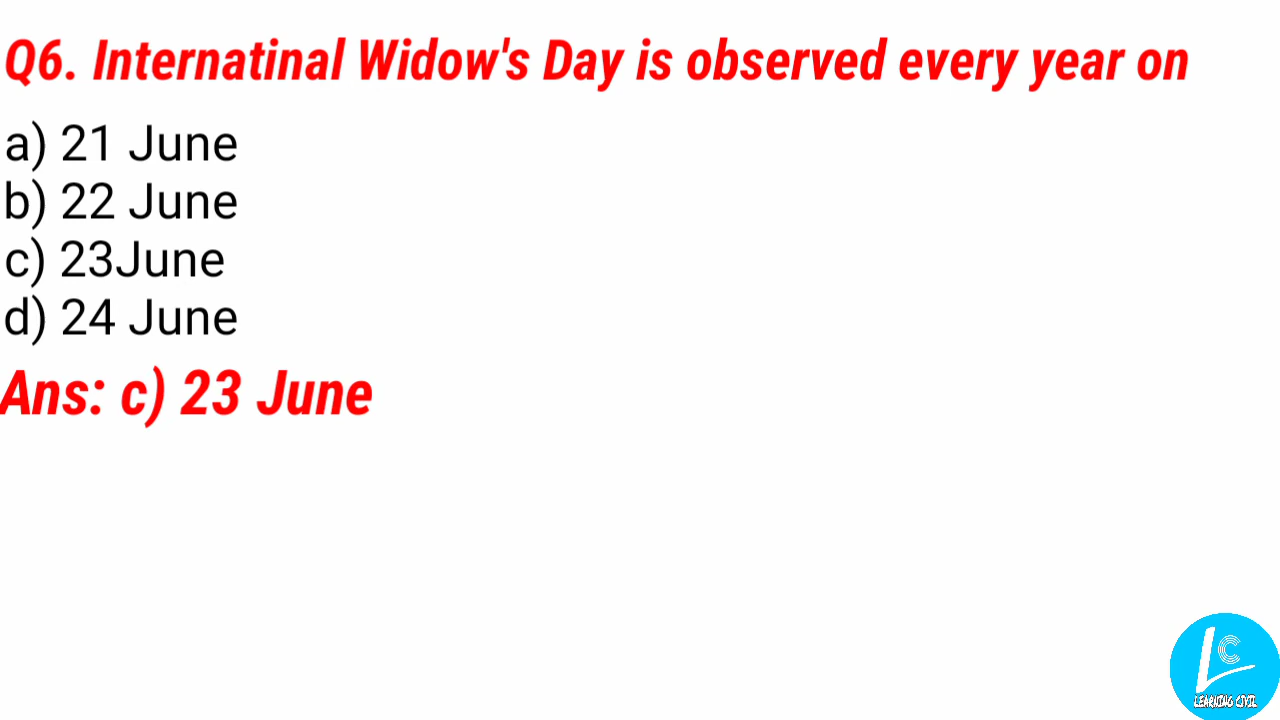 Q6. Internatinal Widow's Day is observed every year on
a) 21 June
b) 22 June
c) 23June
d) 24 June
Ans: c) 23 June
LC
LEARNING CIVIL